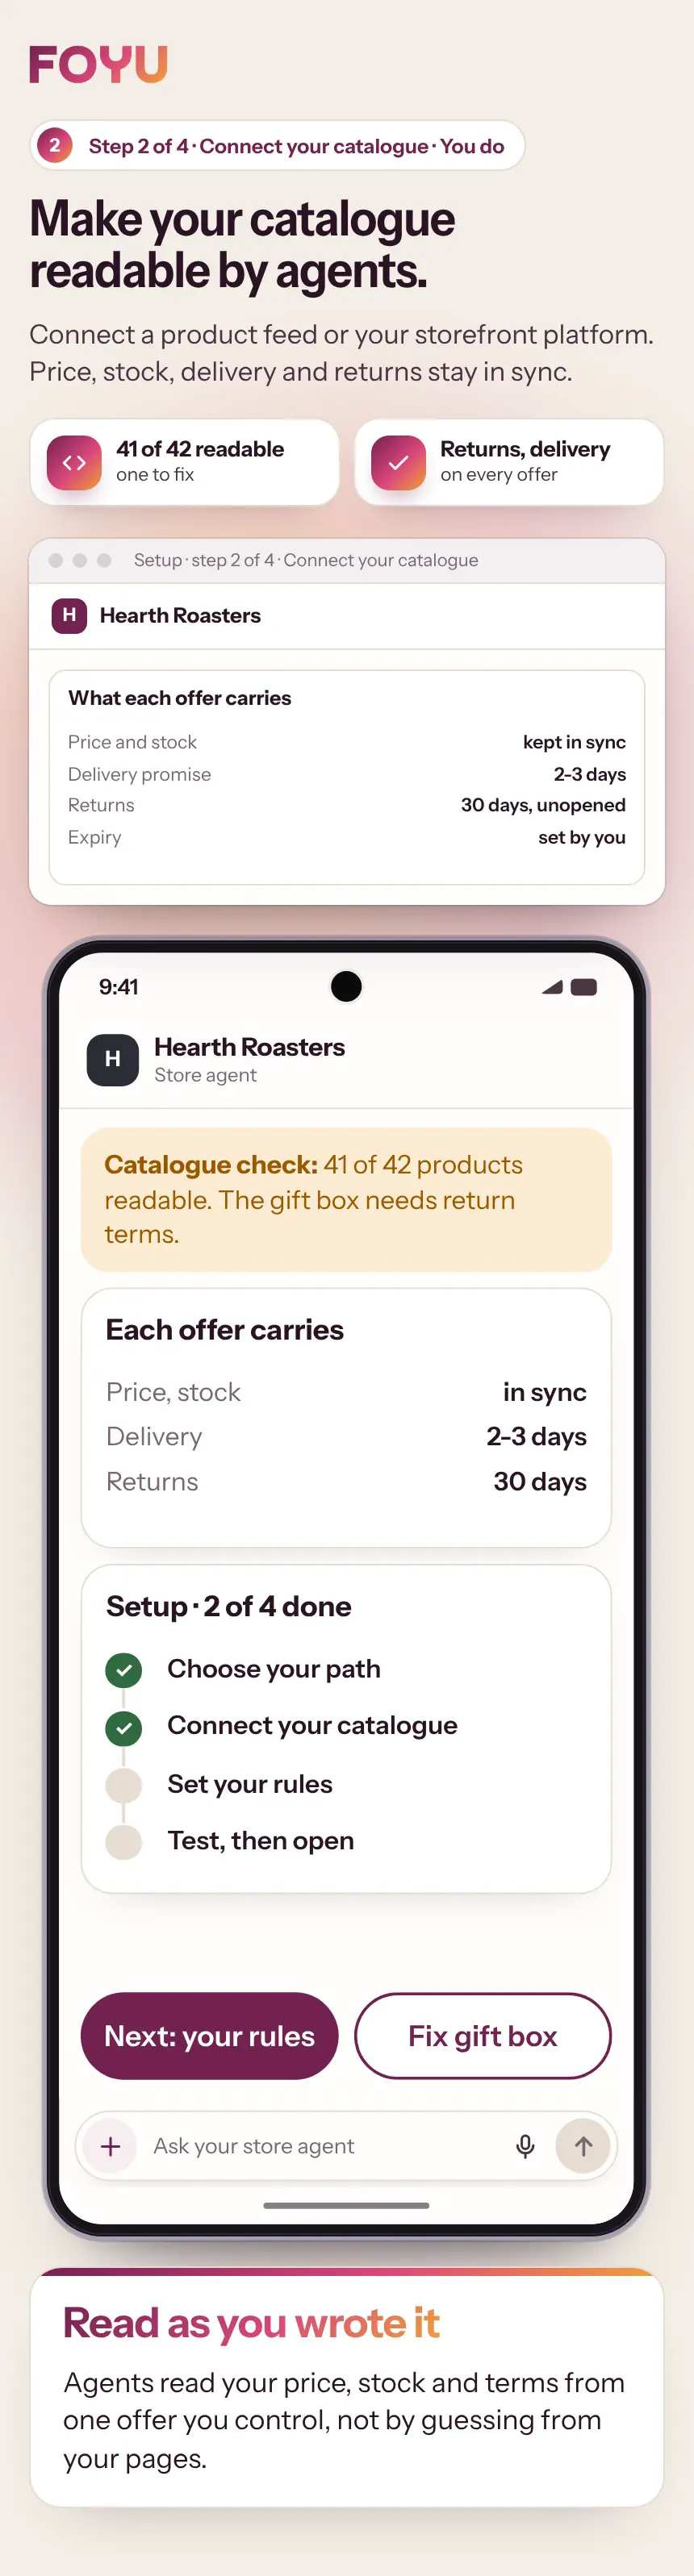 FOYU
2 Step 2 of 4 · Connect your catalogue · You do
Make your catalogue
readable by agents.
Connect a product feed or your storefront platform.
Price, stock, delivery and returns stay in sync.
41 of 42 readable
one to fix
Returns, delivery
on every offer
Setup · step 2 of 4 · Connect your catalogue
H Hearth Roasters
What each offer carries
Price and stock kept in sync
Delivery promise 2-3 days
Returns 30 days, unopened
Expiry set by you
9:41
H Hearth Roasters
Store agent
Catalogue check: 41 of 42 products
readable. The gift box needs return
terms.
Each offer carries
Price, stock in sync
Delivery 2-3 days
Returns 30 days
Setup · 2 of 4 done
Choose your path
Connect your catalogue
Set your rules
Test, then open
Next: your rules Fix gift box
Ask your store agent
Read as you wrote it
Agents read your price, stock and terms from
one offer you control, not by guessing from
your pages.